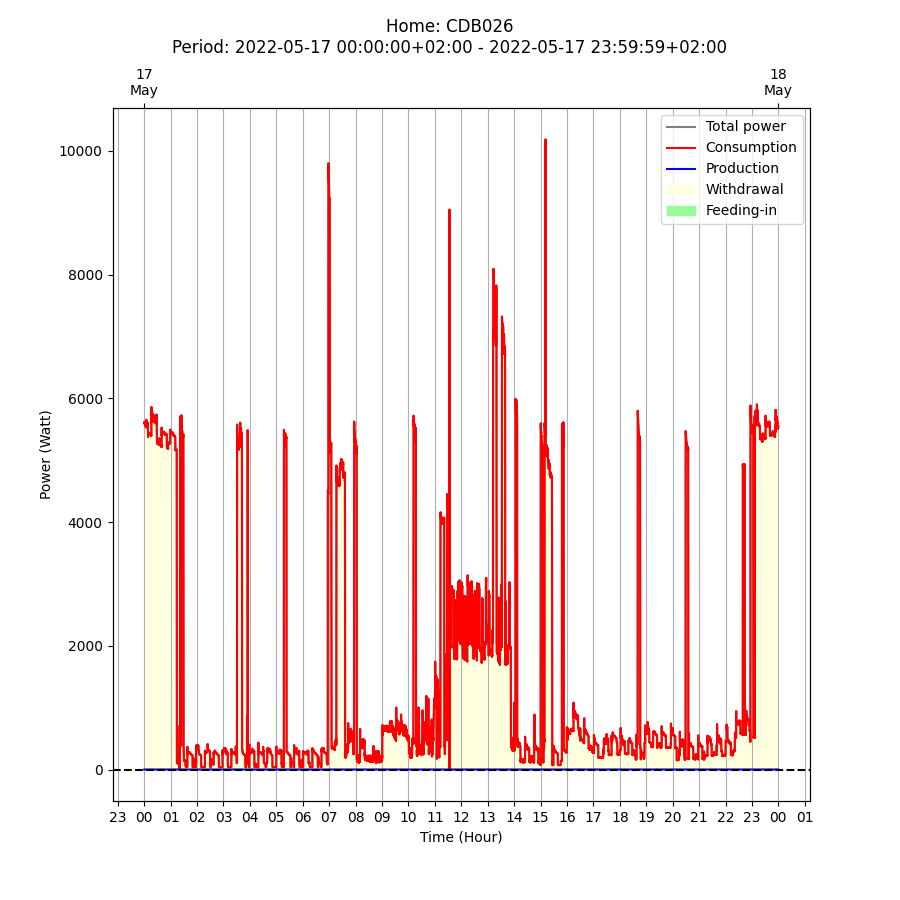 Home: CDB026
Period: 2022-05-17 00:00:00+02:00 - 2022-05-17 23:59:59+02:00
17 18
May May
Total power
Consumption
Production
Withdrawal
Feeding-in
10000
8000
6000
4000
2000
0
Power (Watt)
23 00 01 02 03 04 05 06 07 08 09 10 11 12 13 14 15 16 17 18 19 20 21 22 23 00 01
Time (Hour)